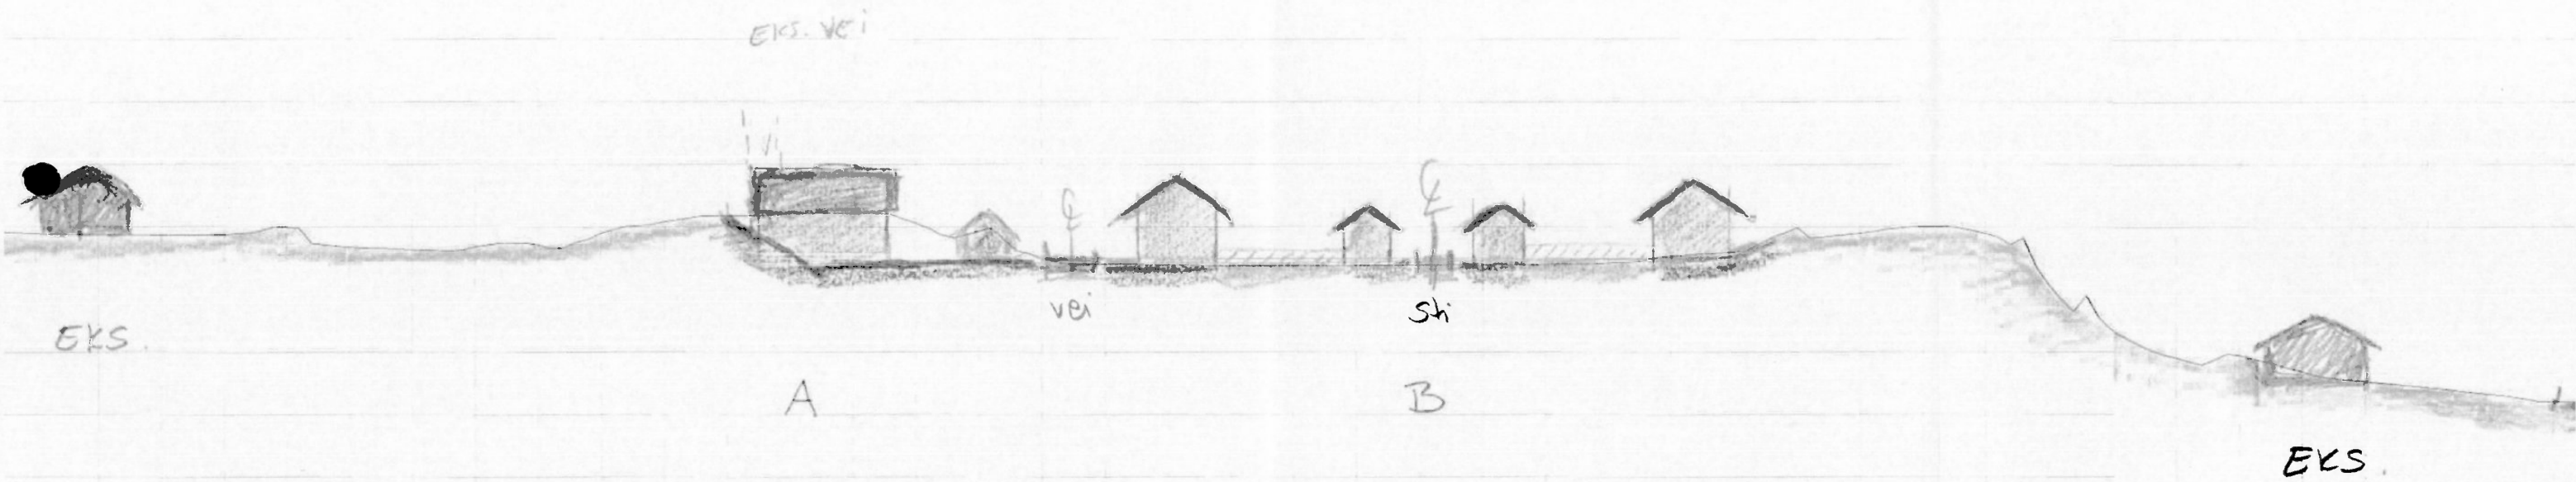 EKS. VEI
vei
sti
EKS.
A
B
EKS.